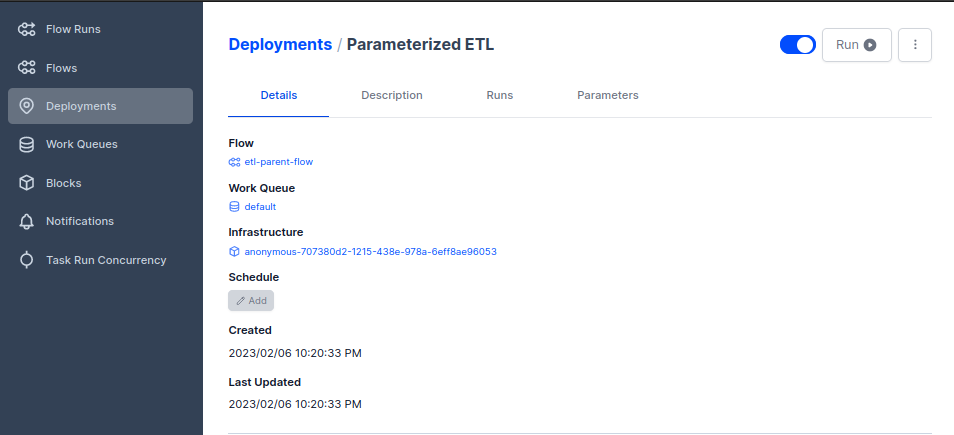 Flow Runs
Flows
Deployments
Work Queues
Blocks
Notifications
Task Run Concurrency
Deployments / Parameterized ETL
Run
Details Description Runs Parameters
Flow
etl-parent-flow
Work Queue
default
Infrastructure
anonymous-707380d2-1215-438e-978a-6eff8ae96053
Schedule
Add
Created
2023/02/06 10:20:33 PM
Last Updated
2023/02/06 10:20:33 PM